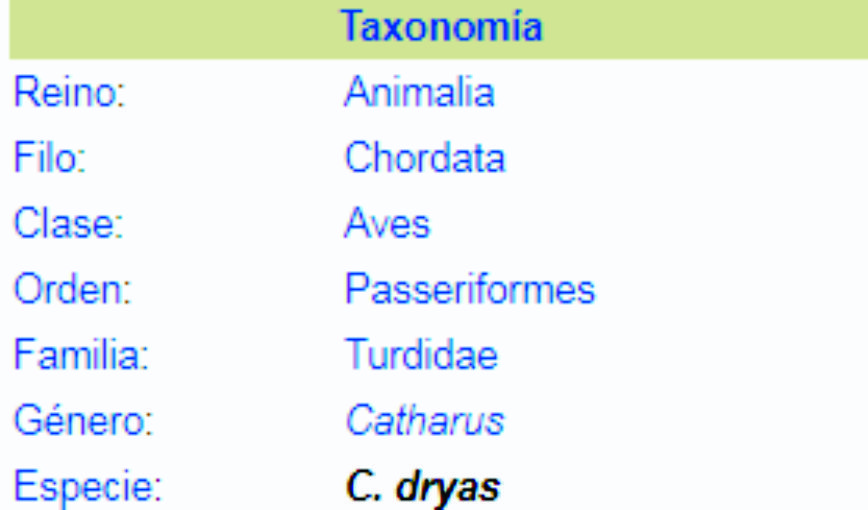 Taxonomía
Reino: Animalia
Filo: Chordata
Clase: Aves
Orden: Passeriformes
Familia: Turdidae
Género: Catharus
Especie: C. dryas